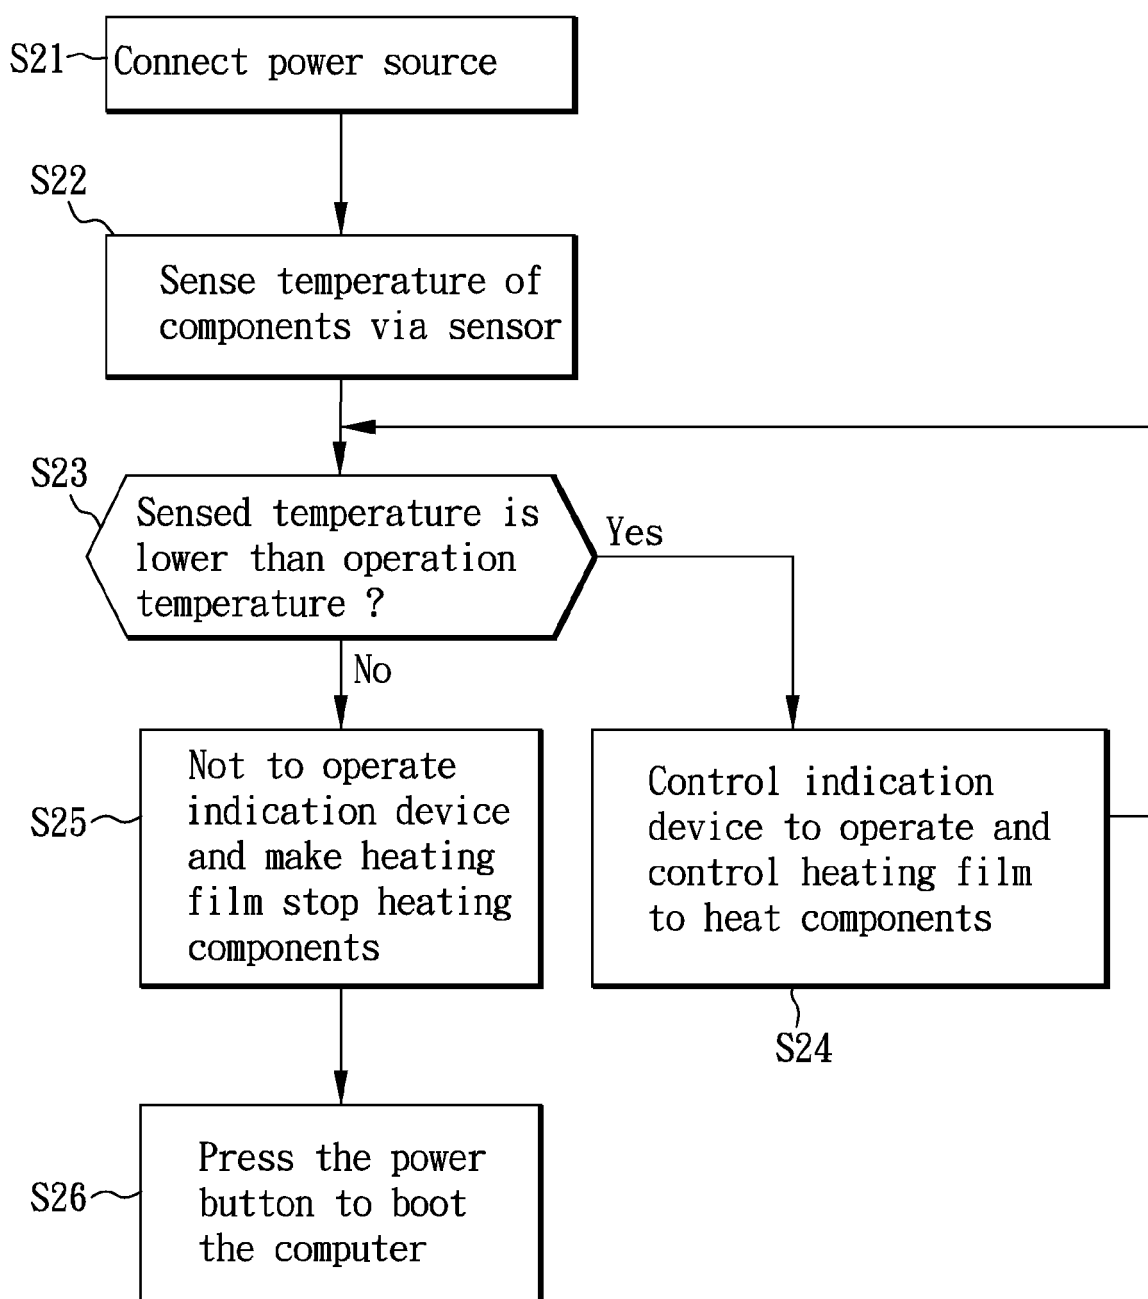 S21
Connect power source
S22
Sense temperature of
components via sensor
S23
Sensed temperature is
lower than operation
temperature ?
Yes
No
S25
Not to operate
indication device
and make heating
film stop heating
components
Control indication
device to operate and
control heating film
to heat components
S24
S26
Press the power
button to boot
the computer